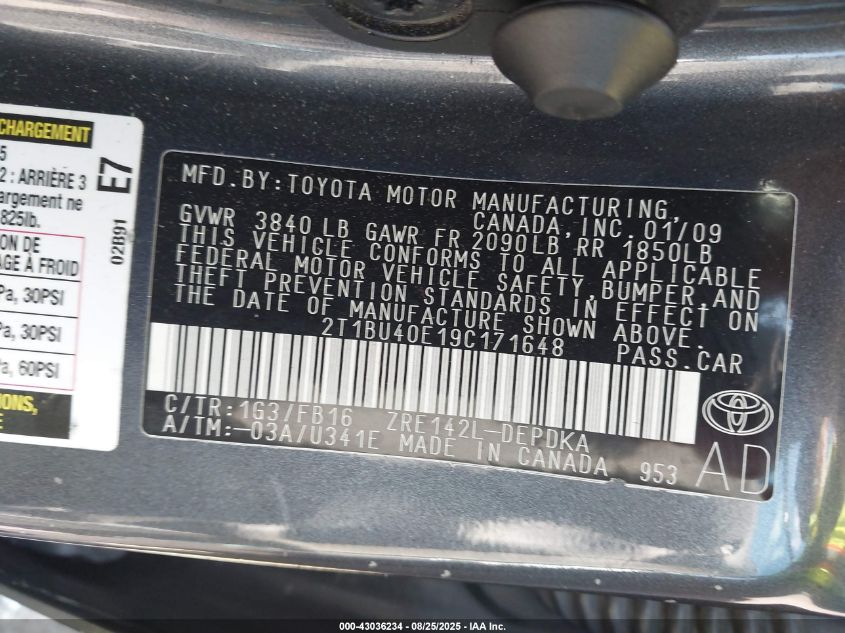 CHARGEMENT
5
2 : ARRIÈRE 3
argement ne
825lb.
ION DE
AGE À FROID
Pa, 30PSI
Pa, 30PSI
a, 60PSI
IONS,
E
E7
02B91
MFD.BY:TOYOTA MOTOR MANUFACTURING,
CANADA,INC.01/09
GVWR 3840 LB GAWR FR 2090LB RR 1850LB
THIS VEHICLE CONFORMS TO ALL APPLICABLE
FEDERAL MOTOR VEHICLE SAFETY,BUMPER,AND
THEFT PREVENTION STANDARDS IN EFFECT ON
THE DATE OF MANUFACTURE SHOWN ABOVE.
2T1BU40E19C171648 PASS.CAR
C/TR:1G3/FB16 ZRE142L-DEPDKA
A/TM:-03A/U341E MADE IN CANADA 953
AD
000-43036234 - 08/25/2025 - IAA Inc.